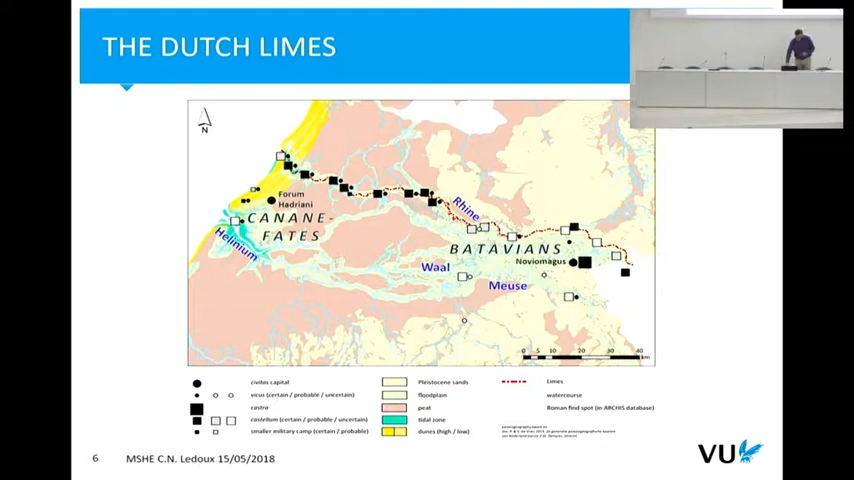 THE DUTCH LIMES
N
Forum
Hadriani
CANANE-
FATES
Helinium
Rhine
BATAVIANS
Noviomagus
Waal
Meuse
0 5 10 20 30 40
km
civitas capital
vicus (certain / probable / uncertain)
castra
castellum (certain / probable / uncertain)
smaller military camp (certain / probable)
Pleistocene sands
floodplain
peat
tidal zone
dunes (high / low)
Limes
watercourse
Roman find spot (in ARCHIS database)
6 MSHE C.N. Ledoux 15/05/2018
VU